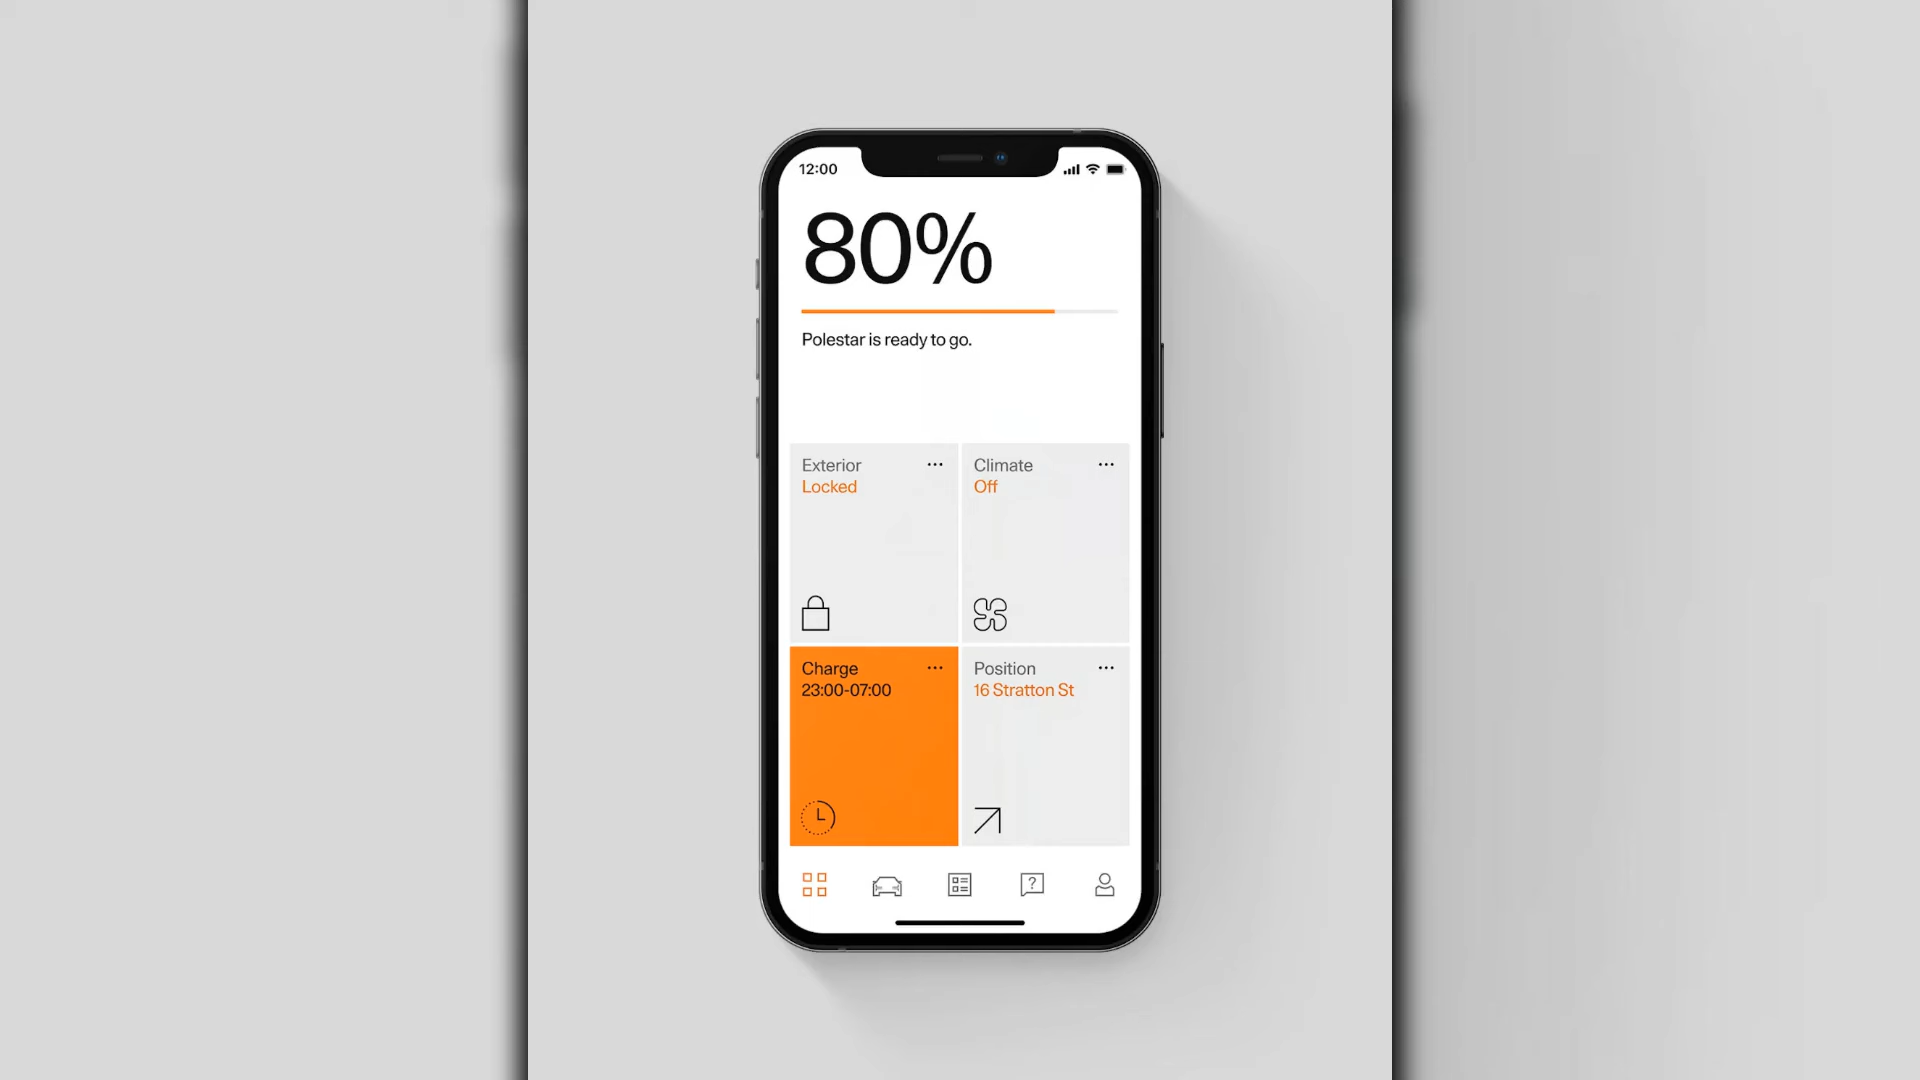 12:00
80%
Polestar is ready to go.
Exterior
Locked
Climate
Off
Charge
23:00-07:00
Position
16 Stratton St
?